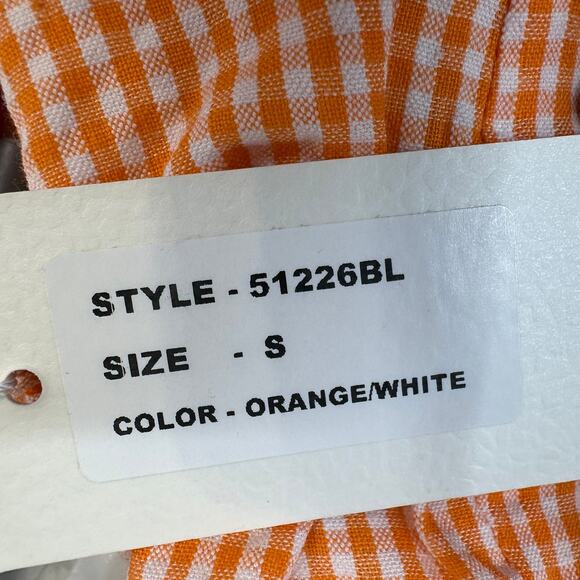 STYLE - 51226BL
SIZE - S
COLOR - ORANGE/WHITE